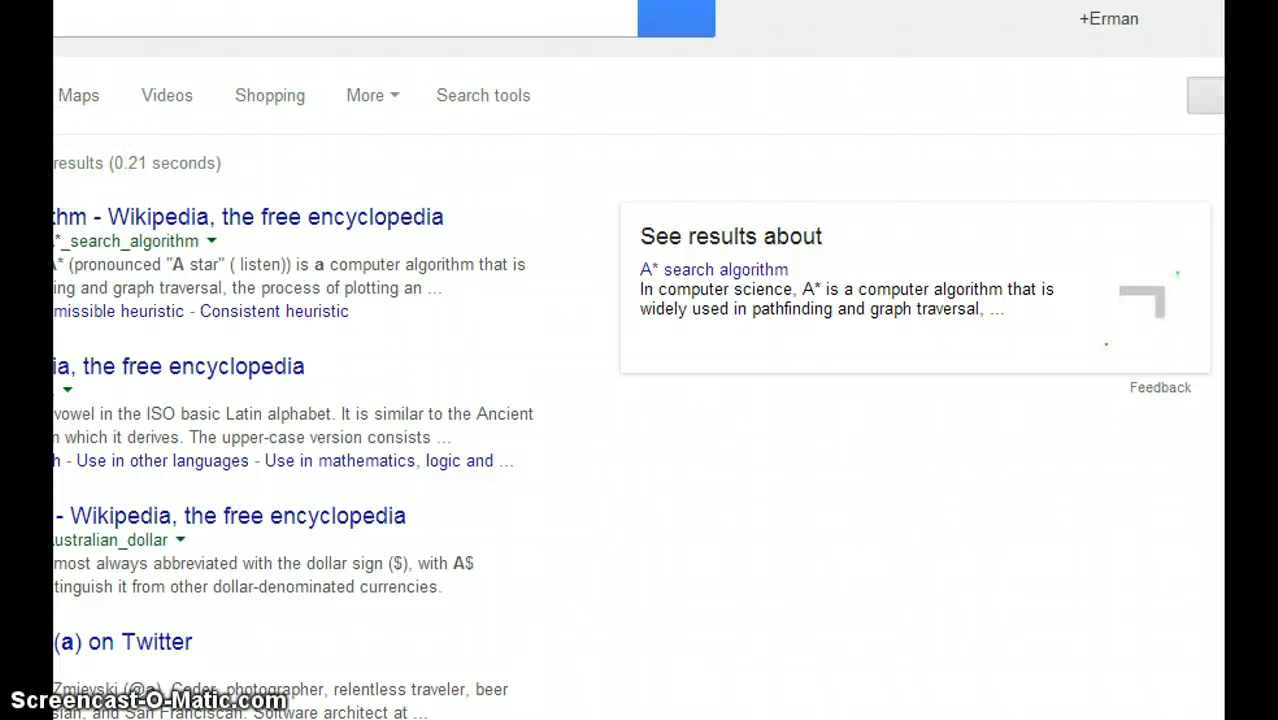 +Erman
Maps Videos Shopping More Search tools
results (0.21 seconds)
thm - Wikipedia, the free encyclopedia
*_search_algorithm
A* (pronounced "A star" ( listen)) is a computer algorithm that is
ing and graph traversal, the process of plotting an ...
missible heuristic - Consistent heuristic
ia, the free encyclopedia
vowel in the ISO basic Latin alphabet. It is similar to the Ancient
which it derives. The upper-case version consists ...
h - Use in other languages - Use in mathematics, logic and ...
- Wikipedia, the free encyclopedia
ustralian_dollar
most always abbreviated with the dollar sign ($), with A$
tinguish it from other dollar-denominated currencies.
(a) on Twitter
Zmievski (@a). Coder, photographer, relentless traveler, beer
sian, and San Franciscan. Software architect at ...
See results about
A* search algorithm
In computer science, A* is a computer algorithm that is
widely used in pathfinding and graph traversal, ...
Feedback
Screencast-O-Matic.com